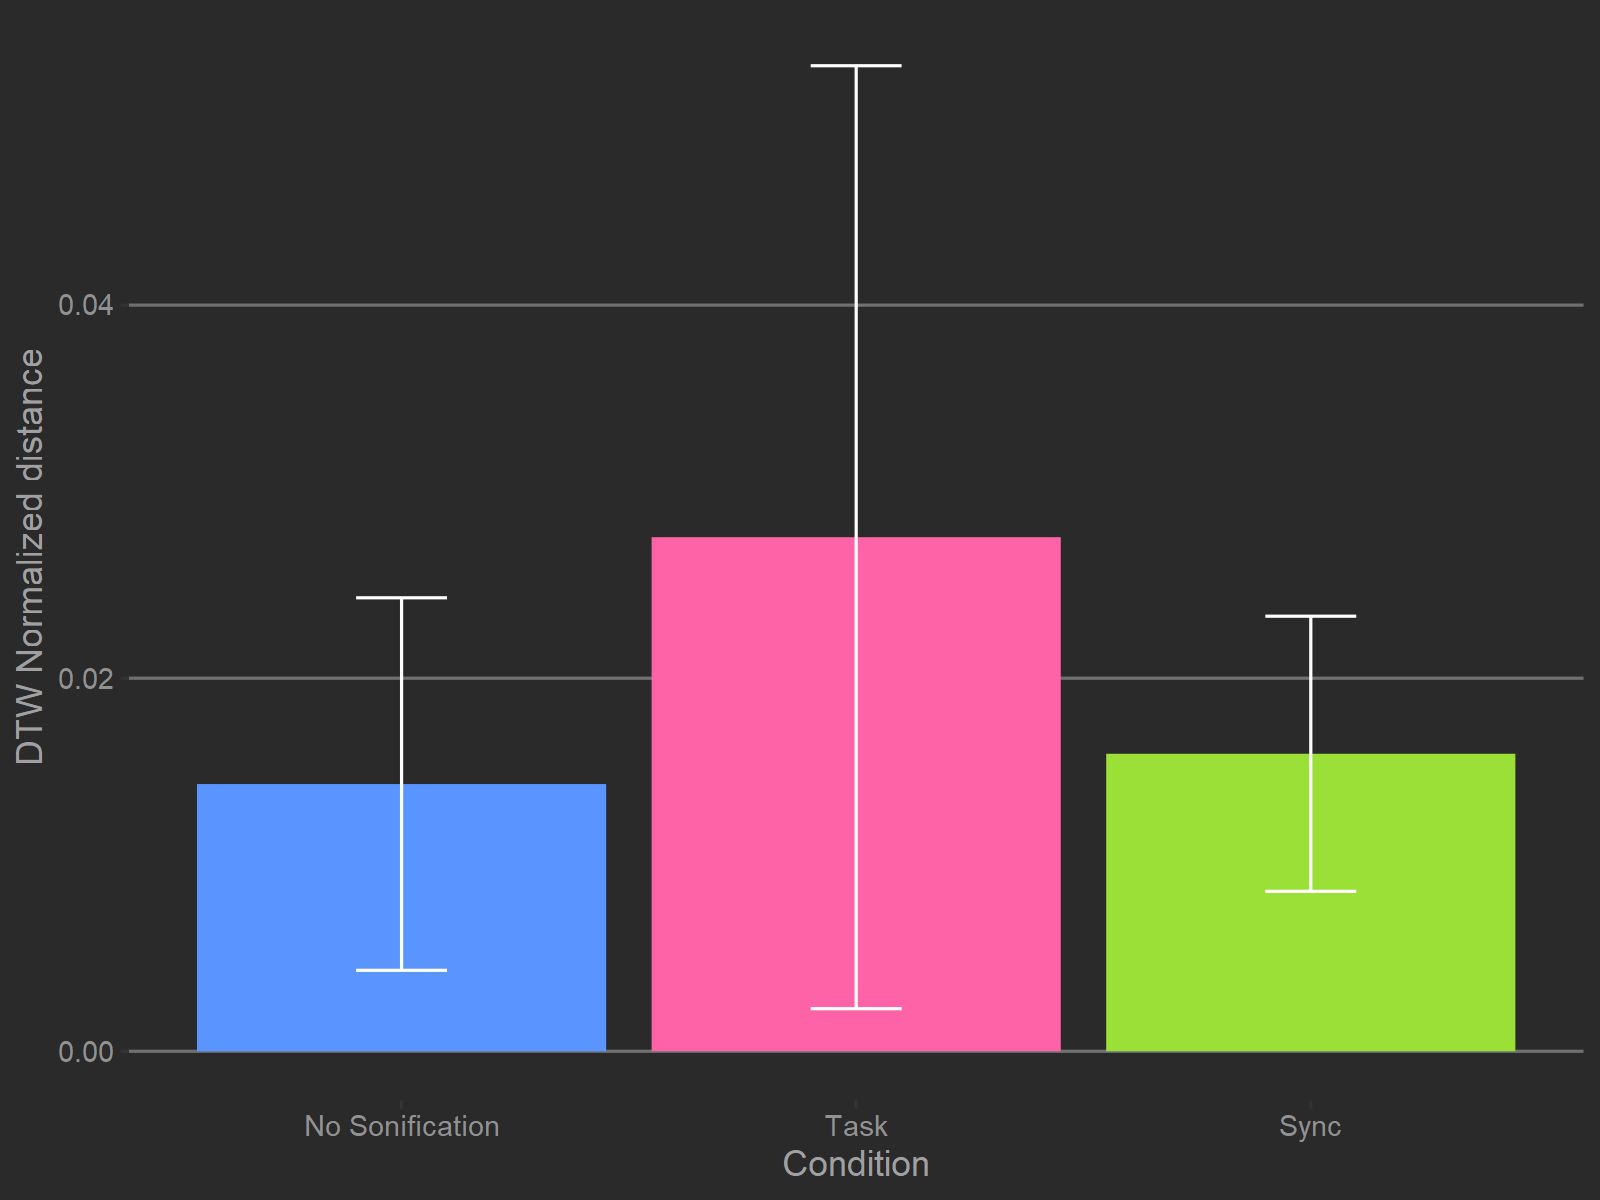 DTW Normalized distance
0.04
0.02
0.00
No Sonification
Task
Sync
Condition